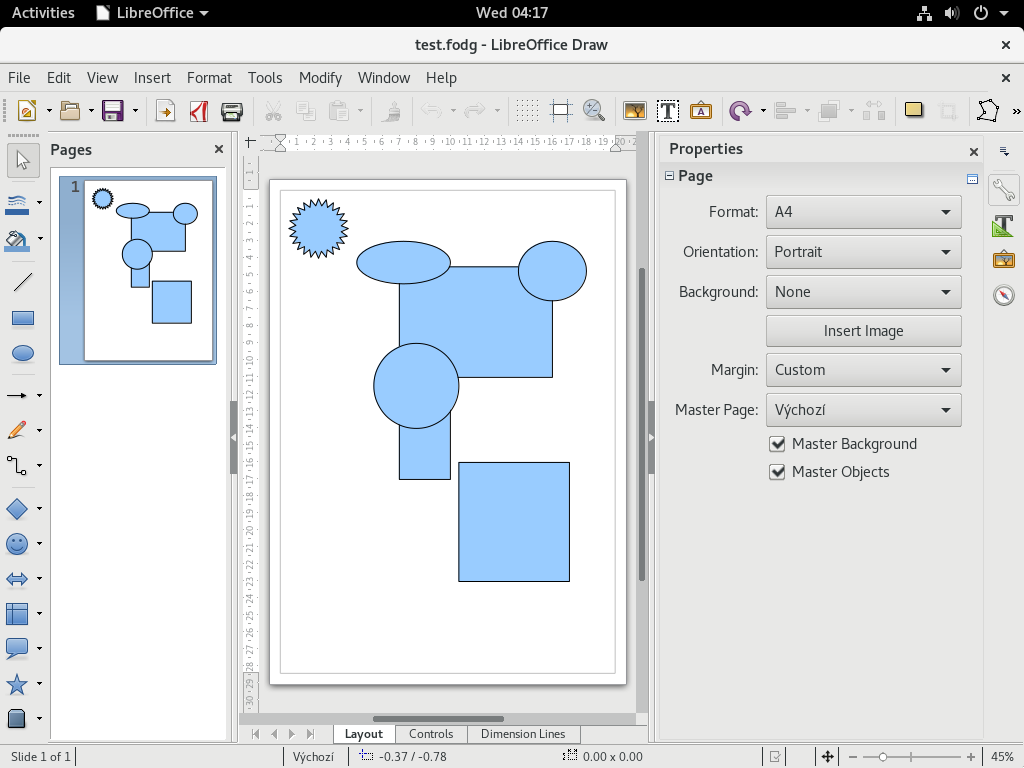 Activities LibreOffice Wed 04:17
test.fodg - LibreOffice Draw
File Edit View Insert Format Tools Modify Window Help
Pages
1
Slide 1 of 1
Výchozí
-0.37 / -0.78
0.00 x 0.00
45%
Layout Controls Dimension Lines
Properties
Page
Format: A4
Orientation: Portrait
Background: None
Insert Image
Margin: Custom
Master Page: Výchozí
Master Background
Master Objects